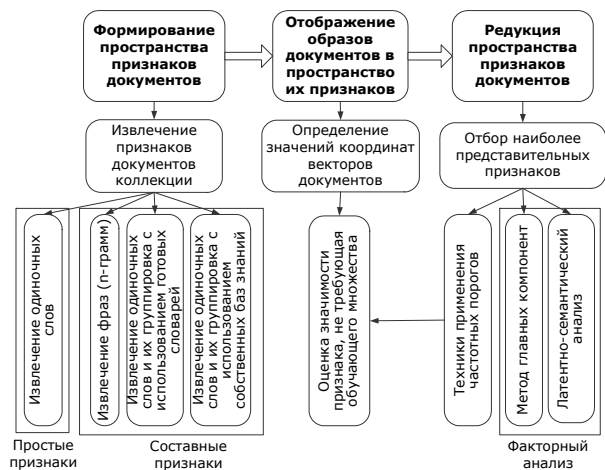 Формирование
пространства
признаков
документов
Отображение
образов
документов в
пространство
их признаков
Редукция
пространства
признаков
документов
Извлечение
признаков
документов
коллекции
Определение
значений координат
векторов
документов
Отбор наиболее
представительных
признаков
Извлечение одиночных
слов
Извлечение фраз (n-грамм)
Извлечение одиночных
слов и их группировка с
использованием готовых
словарей
Извлечение одиночных
слов и их группировка с
использованием
собственных баз знаний
Оценка значимости
признака, не требующая
обучающего множества
Техники применения
частотных порогов
Метод главных компонент
Латентно-семантический
анализ
Простые
признаки
Составные
признаки
Факторный
анализ